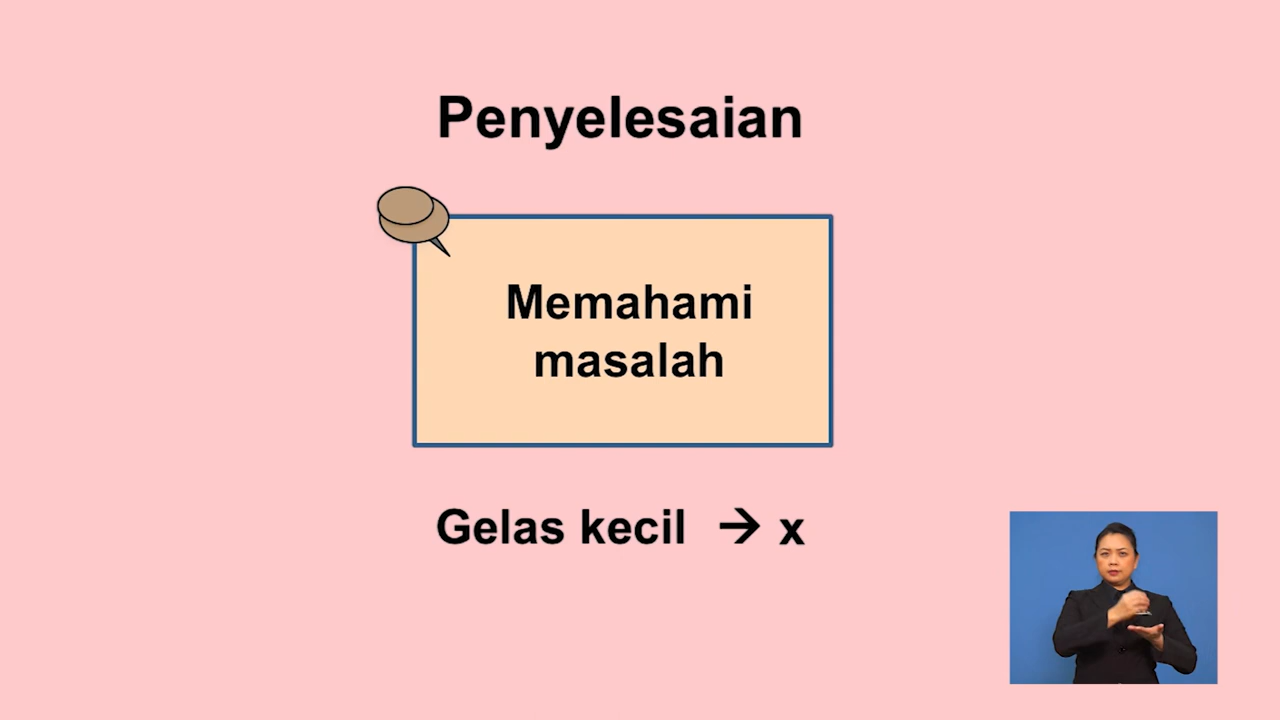 Penyelesaian
Memahami
masalah
Gelas kecil → x